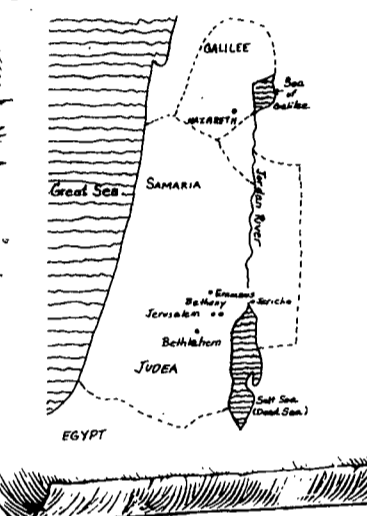 GALILEE
Sea
of
Galilee
NAZARETH
Great Sea
SAMARIA
Jordan River
Emmaus
Bethany
Jericho
Jerusalem
Bethlehem
JUDEA
Salt Sea
(Dead Sea)
EGYPT